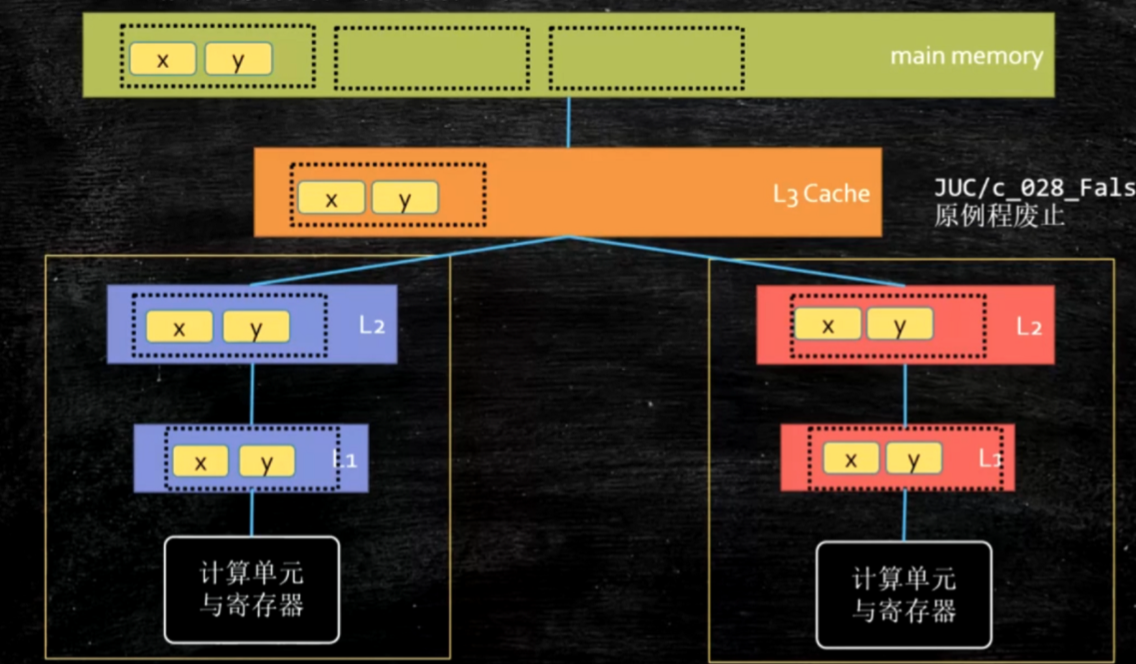 x y main memory
x y L3 Cache
JUC/c_028_Fals
原例程废止
x y L2
x y L2
x y L1
x y L1
计算单元
与寄存器
计算单元
与寄存器